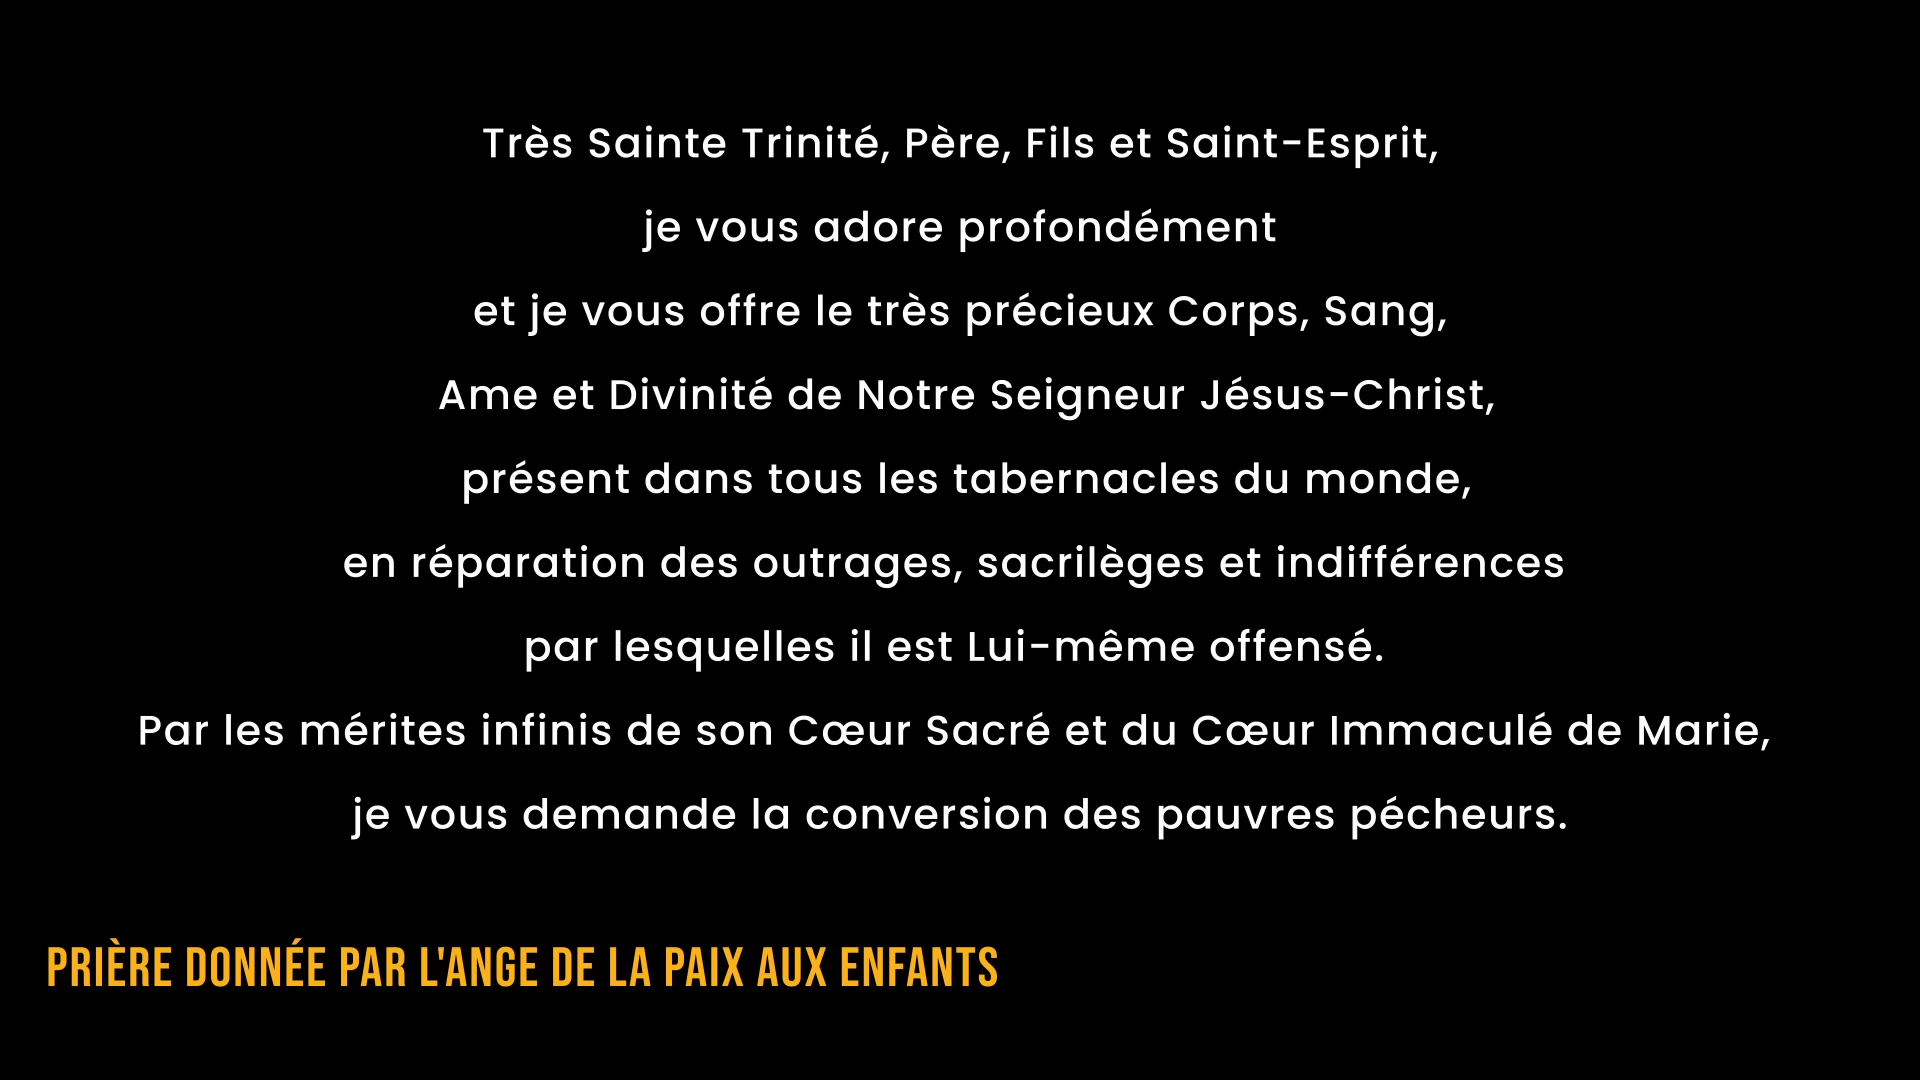 Très Sainte Trinité, Père, Fils et Saint-Esprit,
je vous adore profondément
et je vous offre le très précieux Corps, Sang,
Ame et Divinité de Notre Seigneur Jésus-Christ,
présent dans tous les tabernacles du monde,
en réparation des outrages, sacrilèges et indifférences
par lesquelles il est Lui-même offensé.
Par les mérites infinis de son Cœur Sacré et du Cœur Immaculé de Marie,
je vous demande la conversion des pauvres pécheurs.
PRIÈRE DONNÉE PAR L'ANGE DE LA PAIX AUX ENFANTS